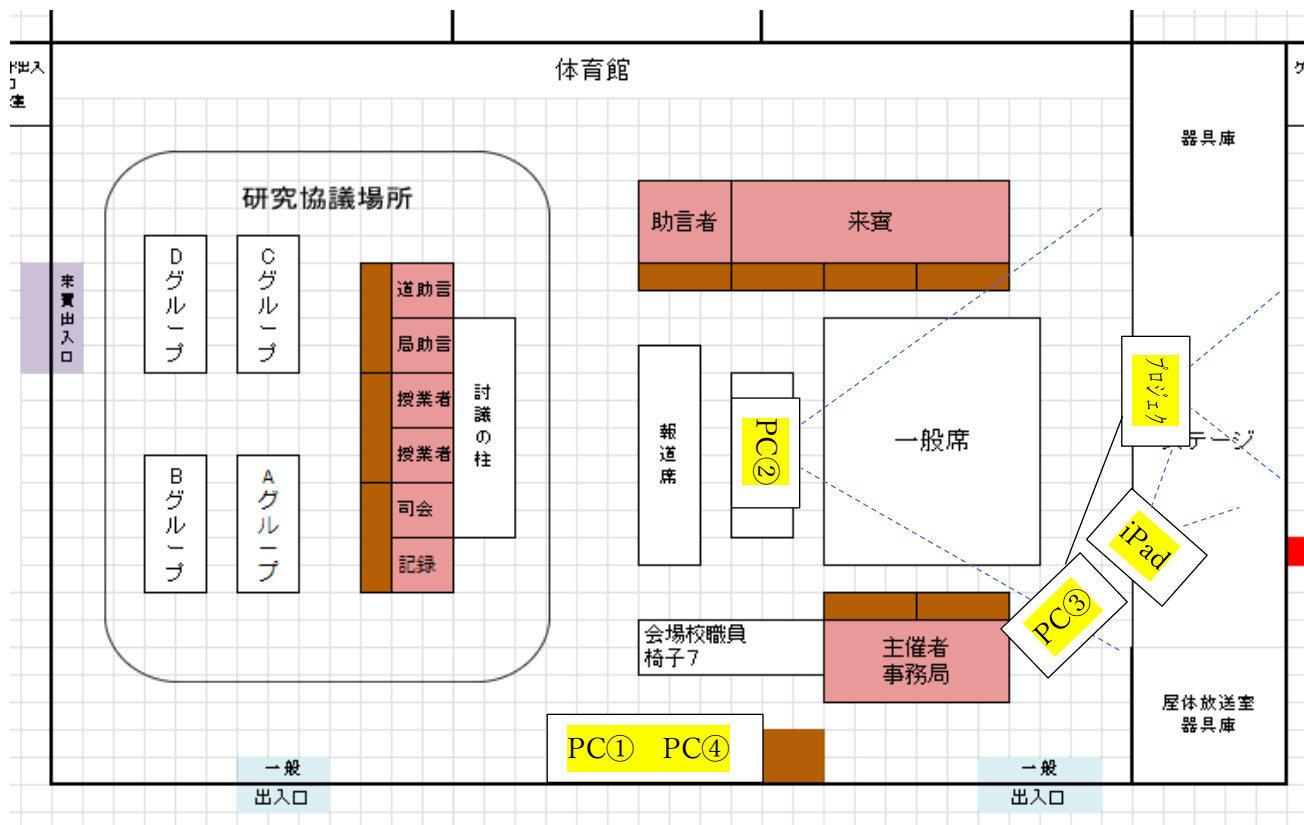 体育館
器具庫
研究協議場所
助言者
来賓
Dグループ
Cグループ
来賓出入口
道助言
局助言
授業者
授業者
司会
記録
討議の柱
報道席
PC②
一般席
プロジェク
ステージ
Bグループ
Aグループ
iPad
PC③
会場校職員
椅子7
主催者
事務局
屋体放送室
器具庫
PC① PC④
一般
出入口
一般
出入口